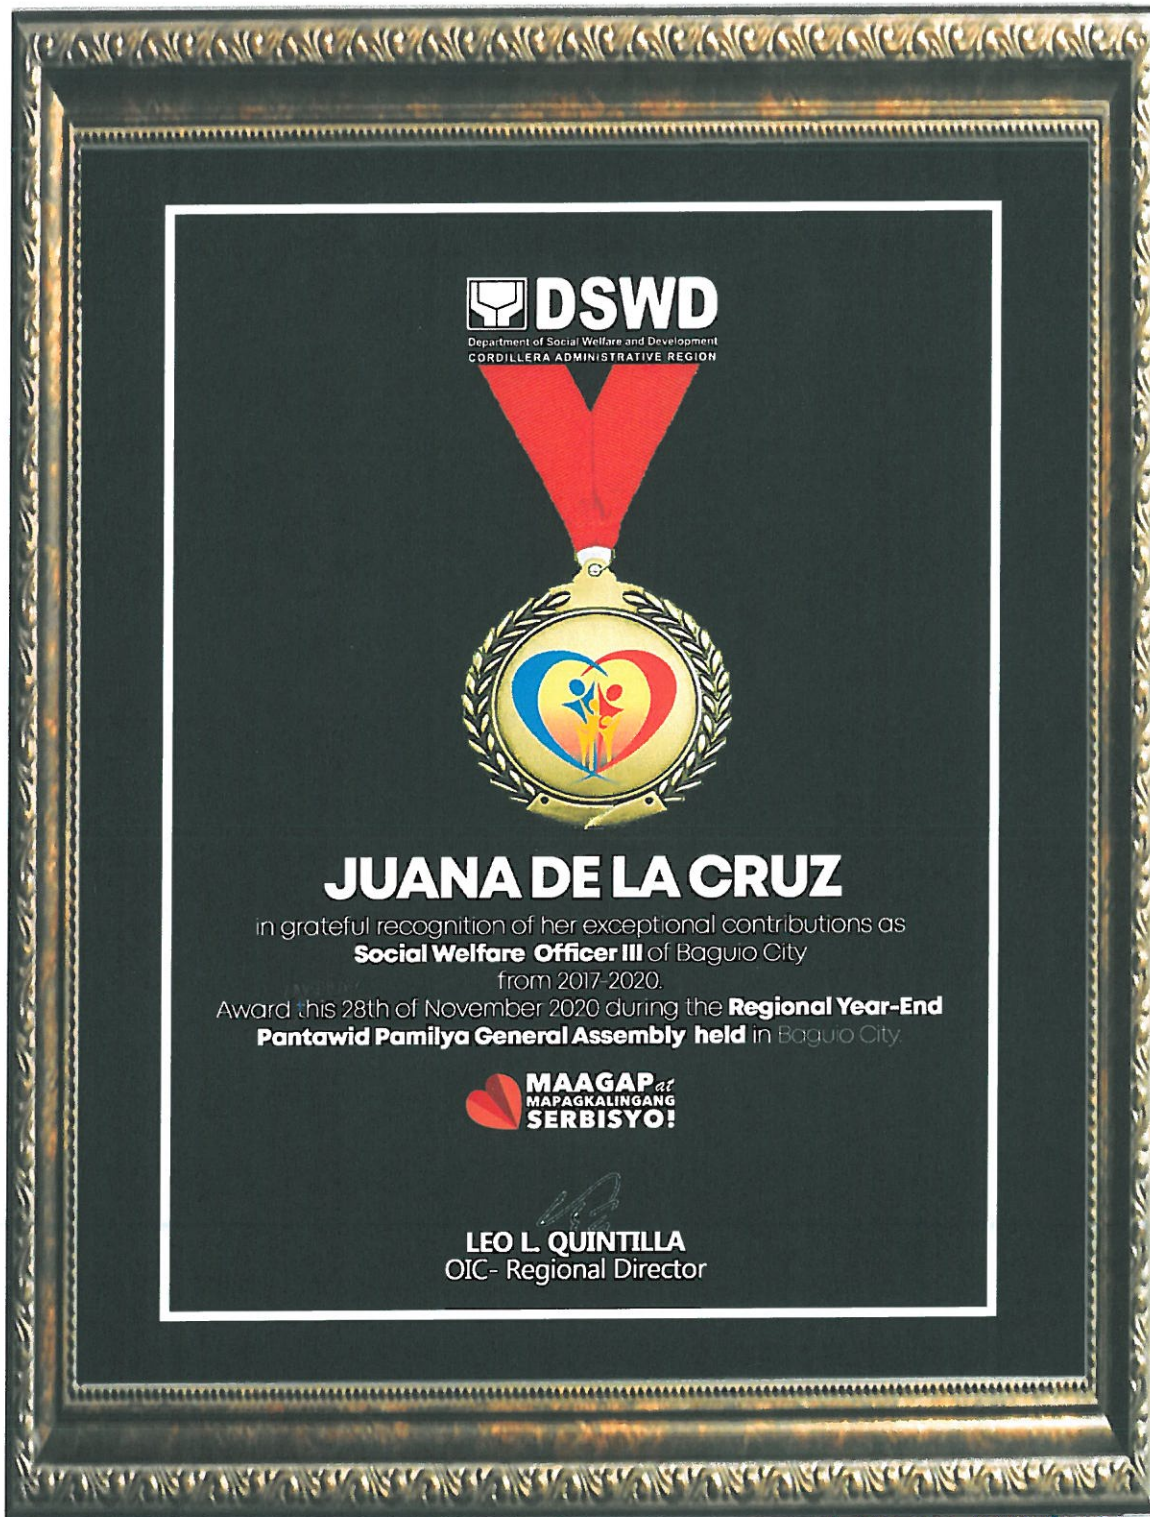 DSWD
Department of Social Welfare and Development
CORDILLERA ADMINISTRATIVE REGION
JUANA DE LA CRUZ
in grateful recognition of her exceptional contributions as
Social Welfare Officer III of Baguio City
from 2017-2020.
Award this 28th of November 2020 during the Regional Year-End
Pantawid Pamilya General Assembly held in Baguio City.
MAAGAP at
MAPAGKALINGANG
SERBISYO!
LEO L. QUINTILLA
OIC- Regional Director